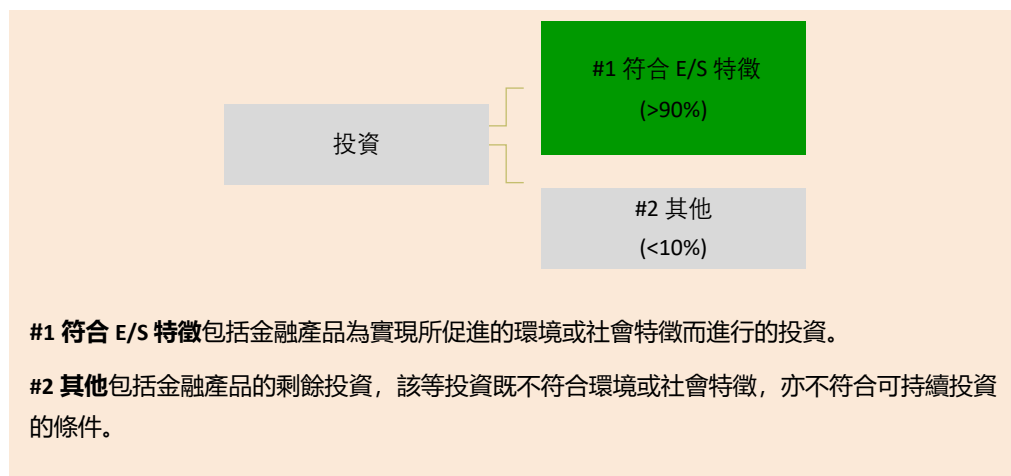 #1 符合 E/S 特徵
(>90%)
投資
#2 其他
(<10%)
#1 符合 E/S 特徵包括金融產品為實現所促進的環境或社會特徵而進行的投資。
#2 其他包括金融產品的剩餘投資，該等投資既不符合環境或社會特徵，亦不符合可持續投資
的條件。